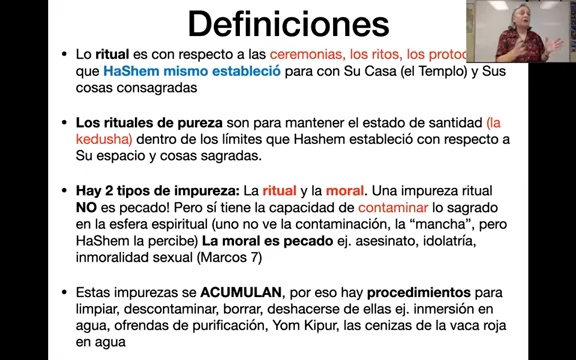 Definiciones
• Lo ritual es con respecto a las ceremonias, los ritos, los
que HaShem mismo estableció para con Su Casa (el Templo) y Sus
cosas consagradas
• Los rituales de pureza son para mantener el estado de santidad (la
kedusha) dentro de los límites que Hashem estableció con respecto a
Su espacio y cosas sagradas.
• Hay 2 tipos de impureza: La ritual y la moral. Una impureza ritual
NO es pecado! Pero sí tiene la capacidad de contaminar lo sagrado
en la esfera espiritual (uno no ve la contaminación, la “mancha”, pero
HaShem la percibe) La moral es pecado ej. asesinato, idolatría,
inmoralidad sexual (Marcos 7)
• Estas impurezas se ACUMULAN, por eso hay procedimientos para
limpiar, descontaminar, borrar, deshacerse de ellas ej. inmersión en
agua, ofrendas de purificación, Yom Kipur, las cenizas de la vaca roja
en agua